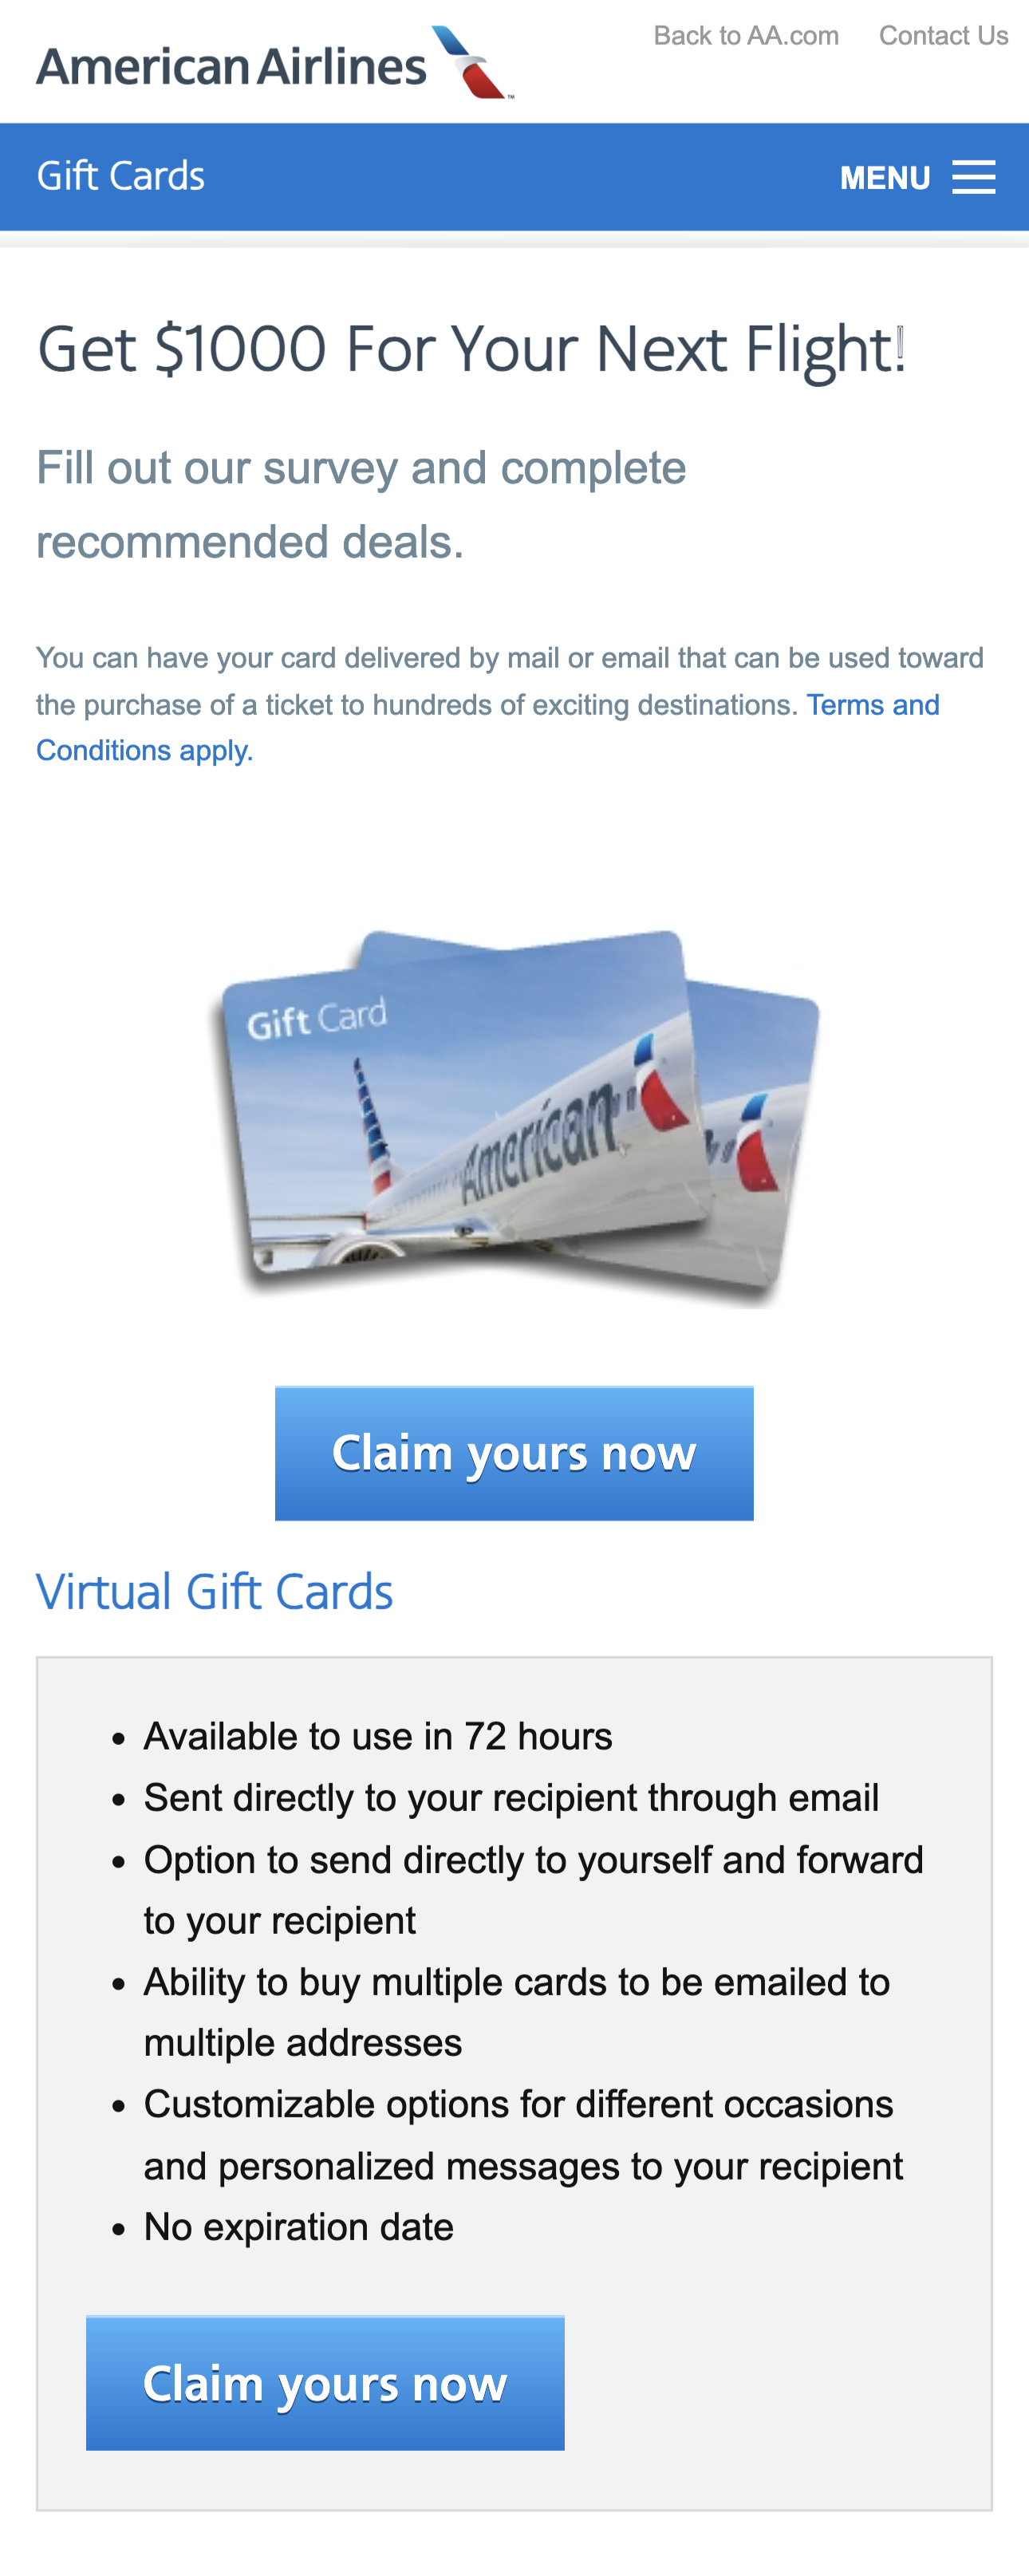 American Airlines ™
Back to AA.com Contact Us
Gift Cards
MENU
Get $1000 For Your Next Flight!
Fill out our survey and complete
recommended deals.
You can have your card delivered by mail or email that can be used toward
the purchase of a ticket to hundreds of exciting destinations. Terms and
Conditions apply.
Gift Card
American
Claim yours now
Virtual Gift Cards
• Available to use in 72 hours
• Sent directly to your recipient through email
• Option to send directly to yourself and forward
to your recipient
• Ability to buy multiple cards to be emailed to
multiple addresses
• Customizable options for different occasions
and personalized messages to your recipient
• No expiration date
Claim yours now